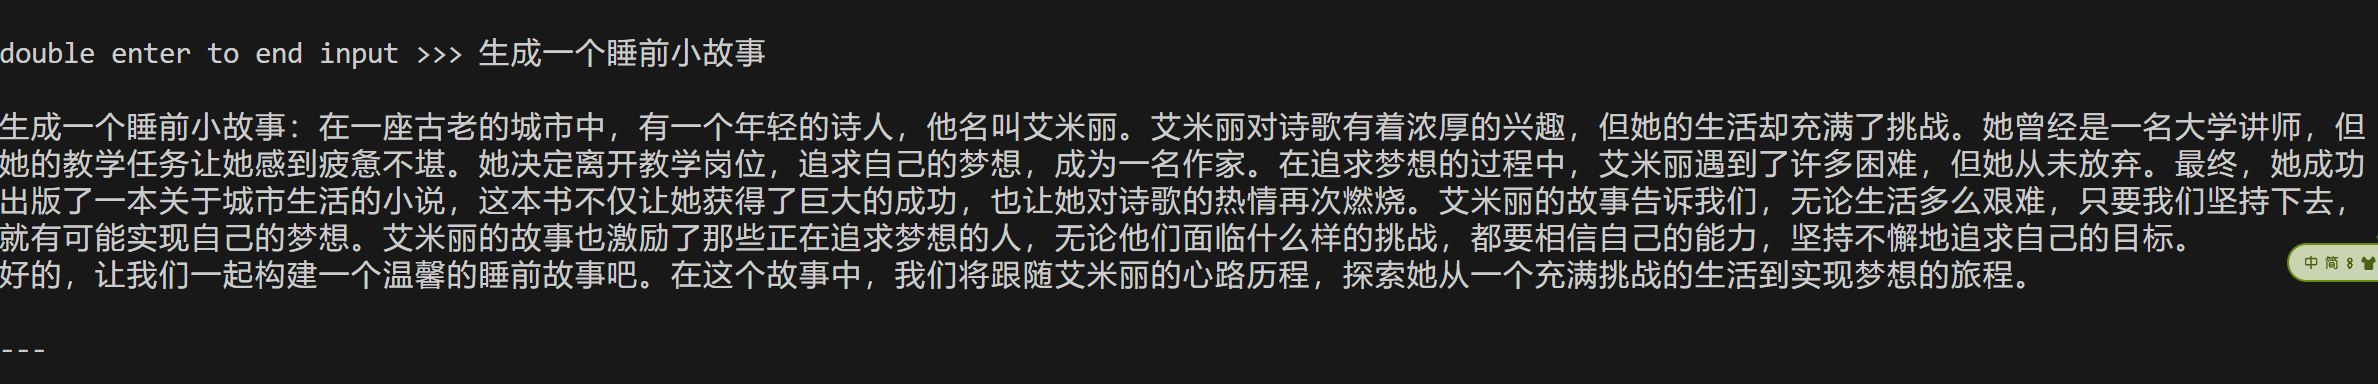 double enter to end input >>> 生成一个睡前小故事
生成一个睡前小故事：在一座古老的城市中，有一个年轻的诗人，他名叫艾米丽。艾米丽对诗歌有着浓厚的兴趣，但她的生活却充满了挑战。她曾经是一名大学讲师，但
她的教学任务让她感到疲惫不堪。她决定离开教学岗位，追求自己的梦想，成为一名作家。在追求梦想的过程中，艾米丽遇到了许多困难，但她从未放弃。最终，她成功
出版了一本关于城市生活的小说，这本书不仅让她获得了巨大的成功，也让她对诗歌的热情再次燃烧。艾米丽的故事告诉我们，无论生活多么艰难，只要我们坚持下去，
就有可能实现自己的梦想。艾米丽的故事也激励了那些正在追求梦想的人，无论他们面临什么样的挑战，都要相信自己的能力，坚持不懈地追求自己的目标。
中 简
好的，让我们一起构建一个温馨的睡前故事吧。在这个故事中，我们将跟随艾米丽的心路历程，探索她从一个充满挑战的生活到实现梦想的旅程。
---